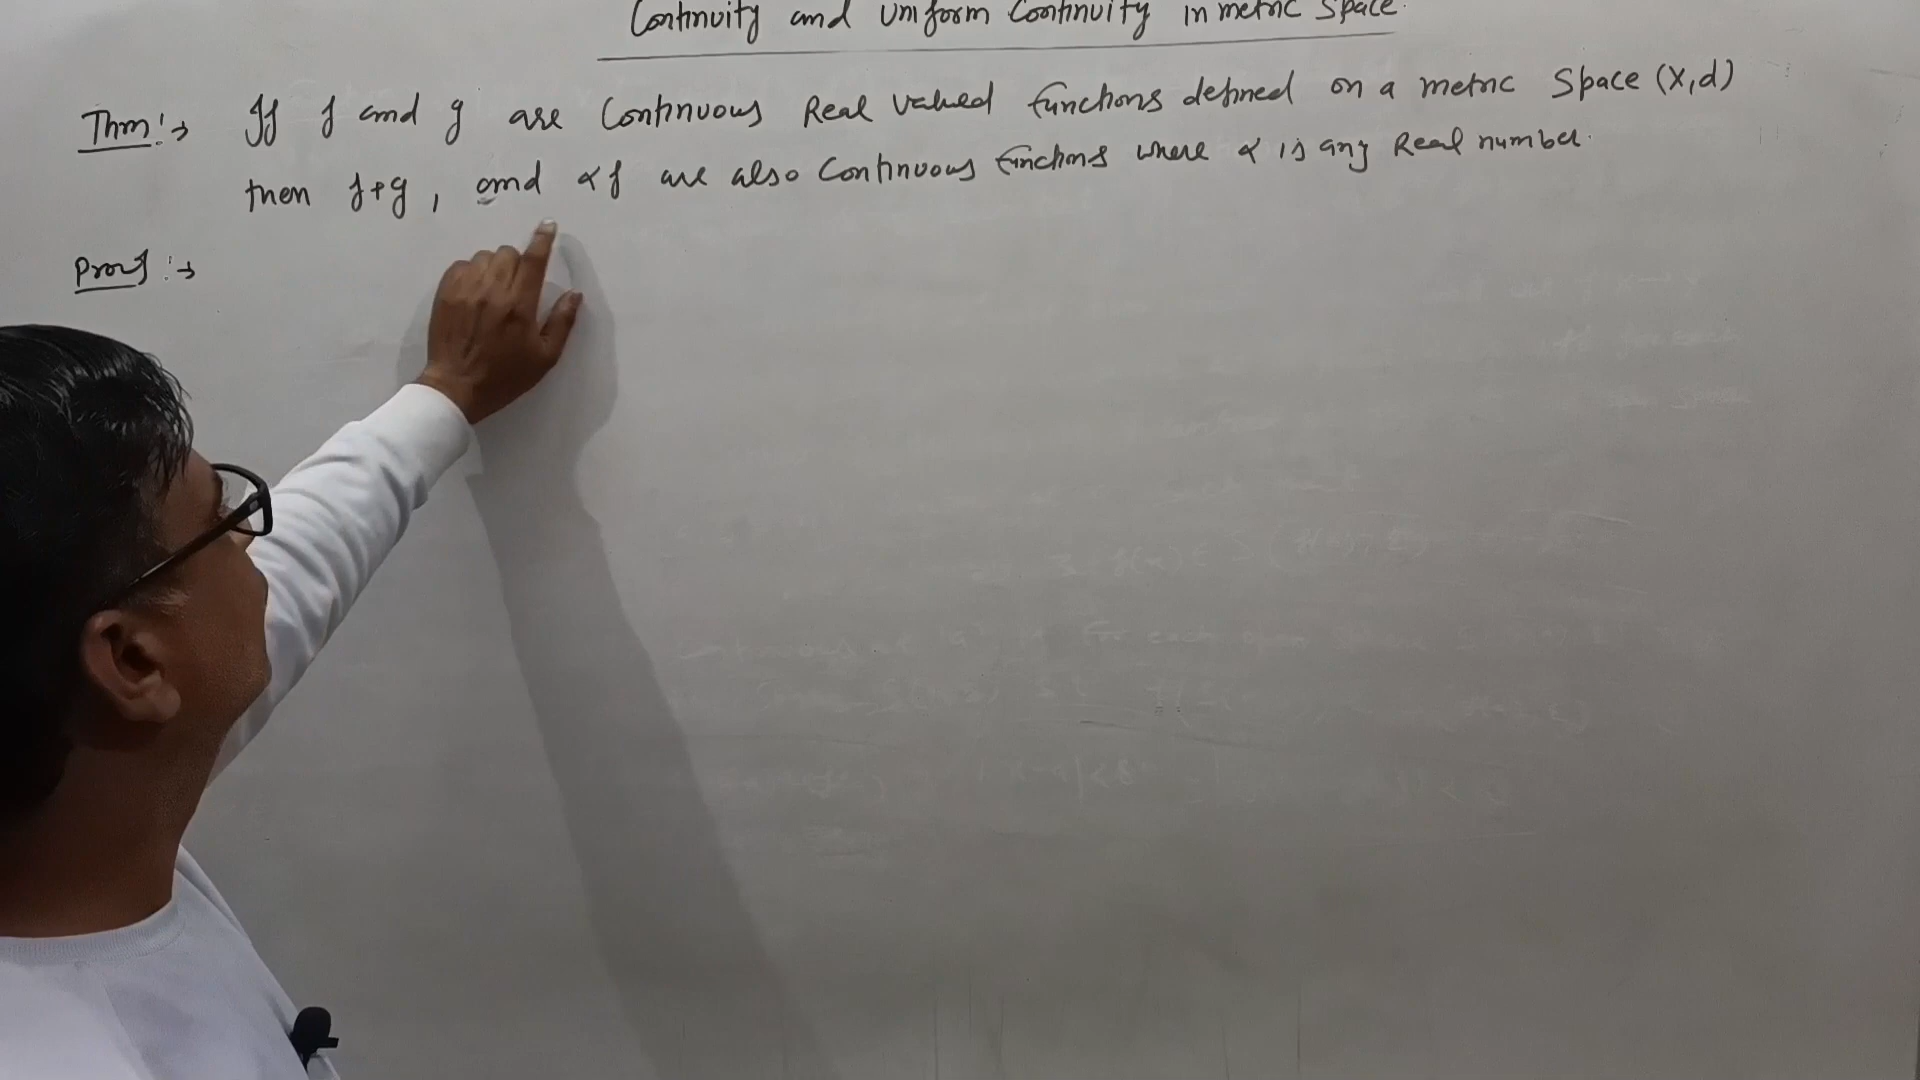 Continuity and Uniform Continuity in metric Space.
Thm:→ If f and g are Continuous Real Valued functions defined on a metric Space (X,d)
then f+g, and αf are also Continuous functions where α is any Real number.
Proof:→